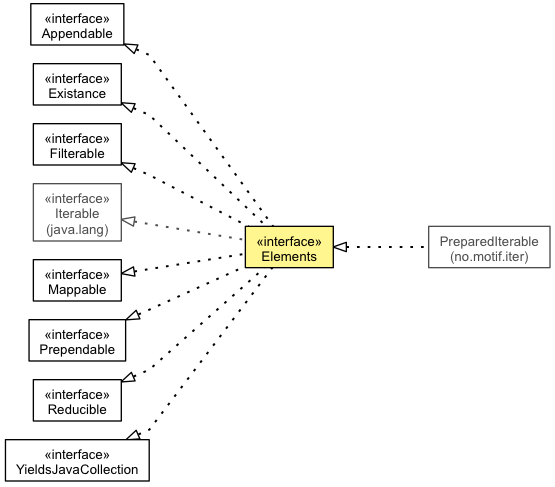 «interface»
Appendable
«interface»
Existance
«interface»
Filterable
«interface»
Iterable
(java.lang)
«interface»
Mappable
«interface»
Prependable
«interface»
Reducible
«interface»
YieldsJavaCollection
«interface»
Elements
PreparedIterable
(no.motif.iter)